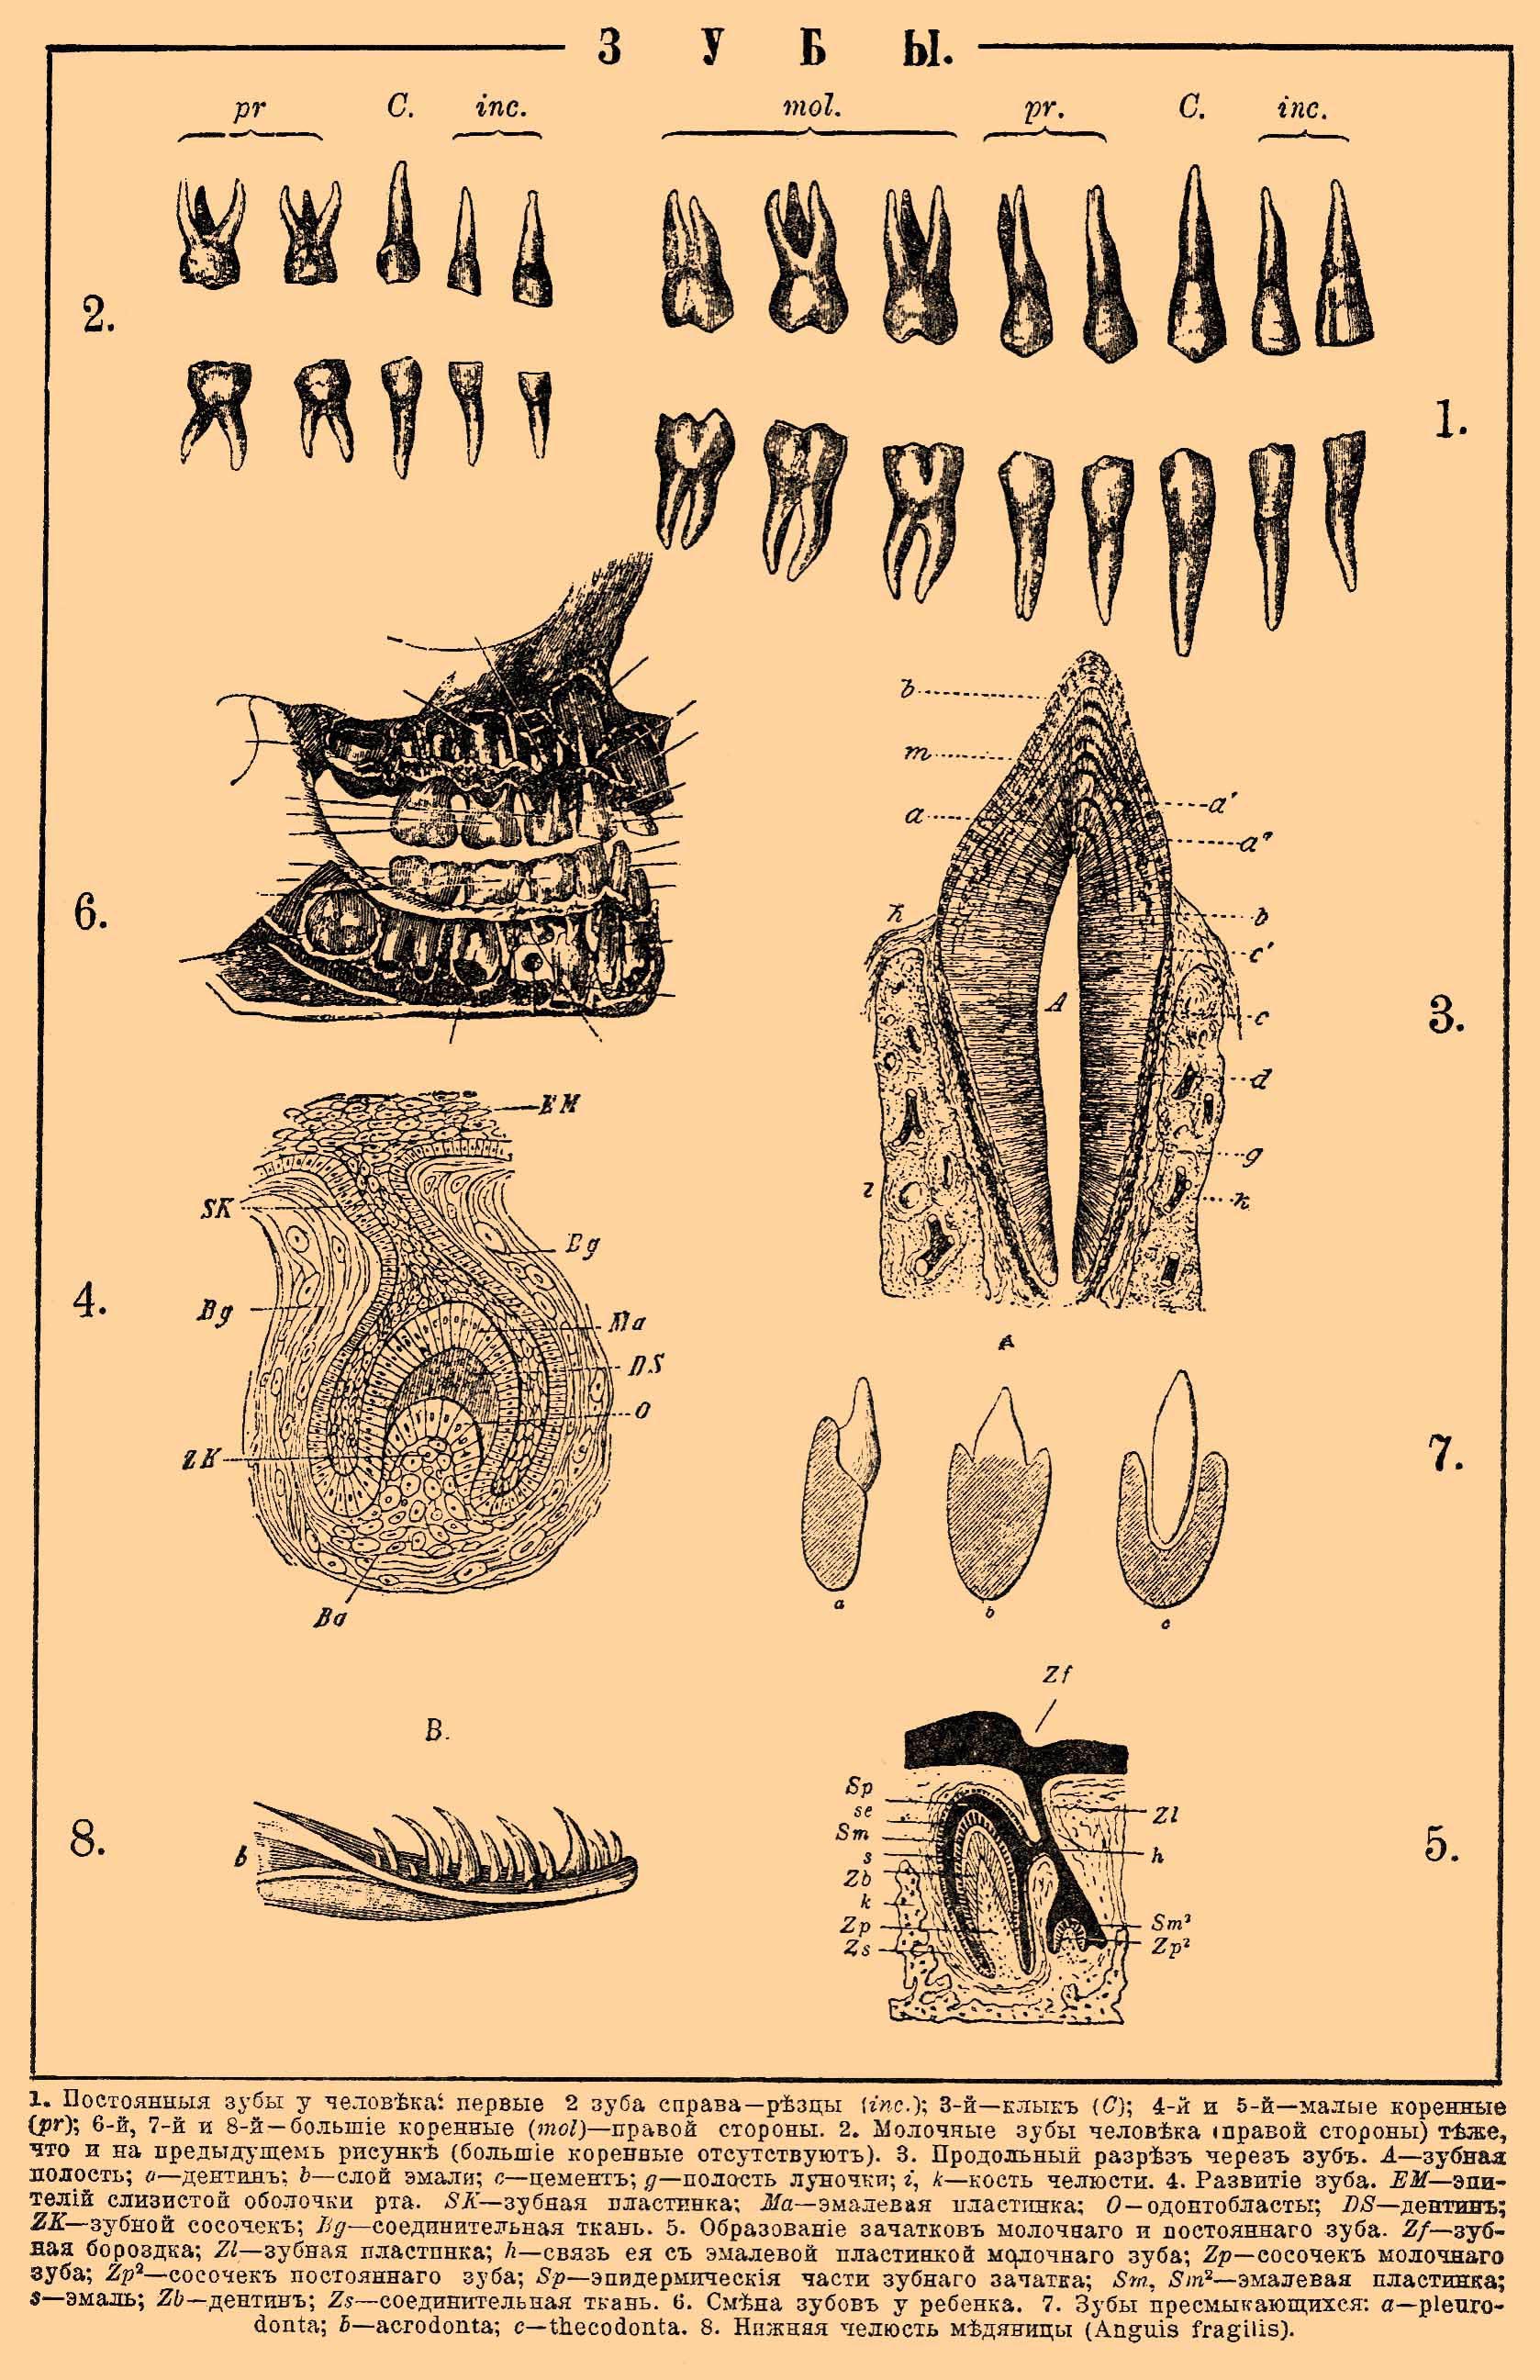 ЗУБЫ.
pr C. inc. mol. pr. C. inc.
2.
1.
b
m
a a'
a²
h b
c'
6.
A
c
3.
d
EM
g
SK
i k
Bg
4.
Bg
Ma
A
DS
O
7.
ZK
a b c
Ba
Zf
B.
Sp
Zl
se
Sm
8.
b
s h
5.
Zb
k
Zp Sm²
Zs Zp²
1. Постоянныя зубы у человѣка: первые 2 зуба справа—рѣзцы (inc.); 3-й—клыкъ (C); 4-й и 5-й—малые коренные
(pr); 6-й, 7-й и 8-й—большіе коренные (mol)—правой стороны. 2. Молочные зубы человѣка (правой стороны) тѣже,
что и на предыдущемъ рисункѣ (большіе коренные отсутствуютъ). 3. Продольный разрѣзъ черезъ зубъ. A—зубная
полость; a—дентинъ; b—слой эмали; c—цементъ; g—полость луночки; i, k—кость челюсти. 4. Развитіе зуба. EM—эпи-
телій слизистой оболочки рта. SK—зубная пластинка; Ma—эмалевая пластинка; O—одонтобласты; DS—дентинъ;
ZK—зубной сосочекъ; Bg—соединительная ткань. 5. Образованіе зачатковъ молочнаго и постояннаго зуба. Zf—зуб-
ная бороздка; Zl—зубная пластинка; h—связь ея съ эмалевой пластинкой молочнаго зуба; Zp—сосочекъ молочнаго
зуба; Zp²—сосочекъ постояннаго зуба; Sp—эпидермическія части зубнаго зачатка; Sm, Sm²—эмалевая пластинка;
s—эмаль; Zb—дентинъ; Zs—соединительная ткань. 6. Смѣна зубовъ у ребенка. 7. Зубы пресмыкающихся: a—pleuro-
donta; b—acrodonta; c—thecodonta. 8. Нижняя челюсть мѣдяницы (Anguis fragilis).